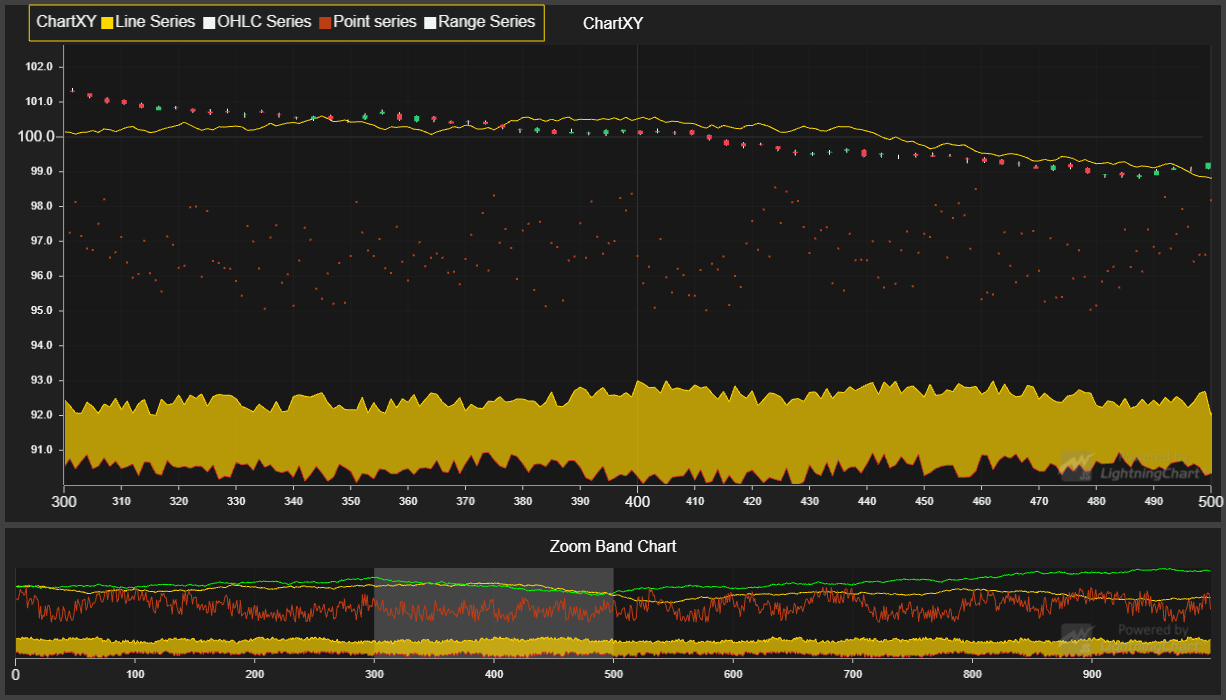 ChartXY Line Series OHLC Series Point series Range Series
ChartXY
102.0
101.0
100.0
99.0
98.0
97.0
96.0
95.0
94.0
93.0
92.0
91.0
Powered by
LightningChart
300 310 320 330 340 350 360 370 380 390 400 410 420 430 440 450 460 470 480 490 500
Zoom Band Chart
Powered by
LightningChart
0 100 200 300 400 500 600 700 800 900